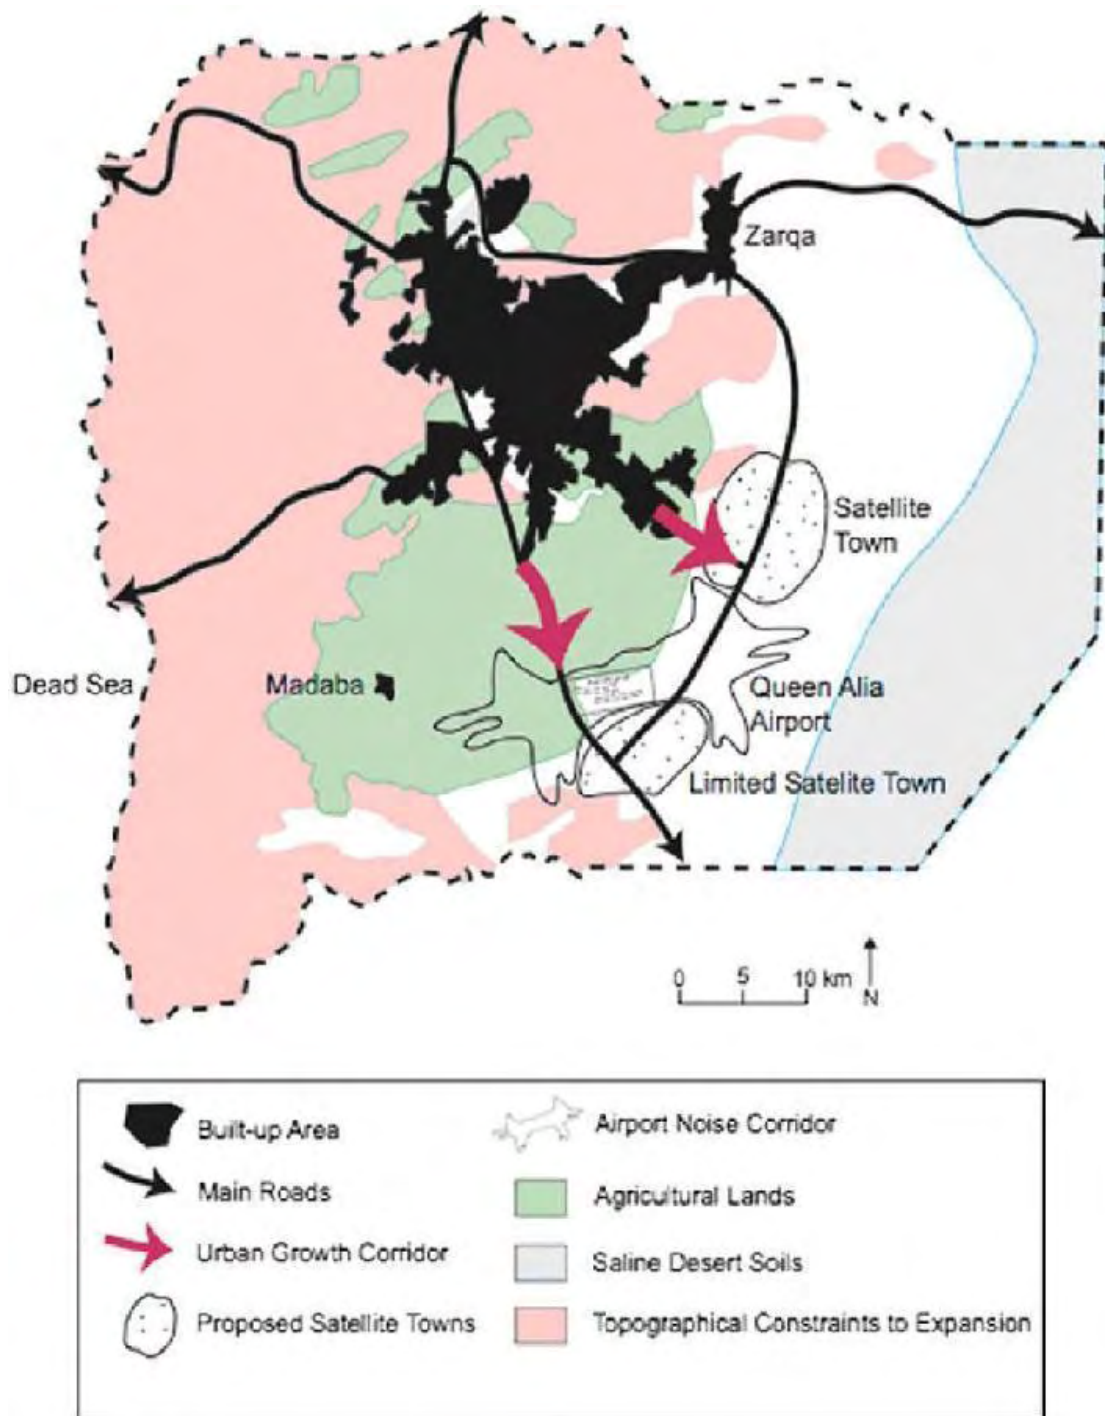 Zarqa
Satellite
Town
Dead Sea
Madaba
Queen Alia
Airport
Limited Satelite Town
0 5 10 km
N
Built-up Area
Airport Noise Corridor
Main Roads
Agricultural Lands
Urban Growth Corridor
Saline Desert Soils
Proposed Satellite Towns
Topographical Constraints to Expansion